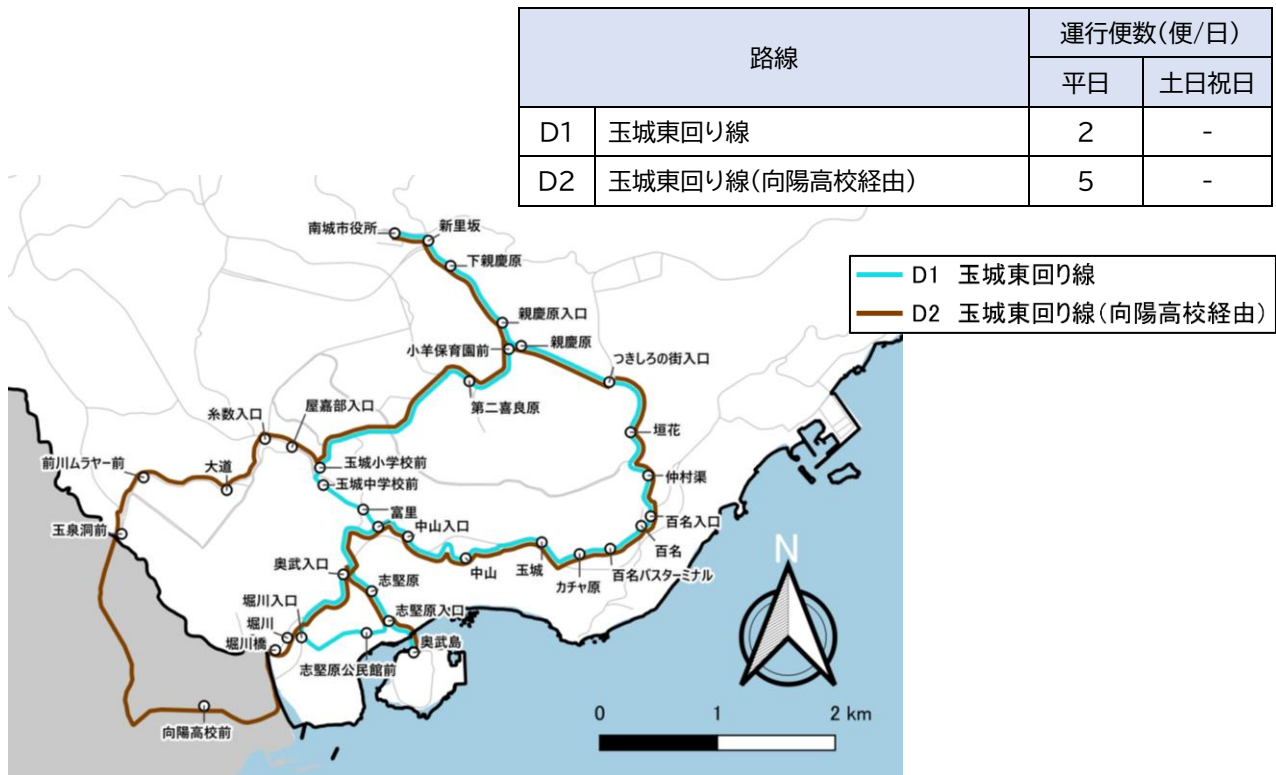 路線
運行便数(便/日)
平日
土日祝日
D1
玉城東回り線
2
-
D2
玉城東回り線(向陽高校経由)
5
-
D1 玉城東回り線
D2 玉城東回り線(向陽高校経由)
南城市役所
新里坂
下親慶原
親慶原入口
小羊保育園前
親慶原
つきしろの街入口
第二喜良原
屋嘉部入口
糸数入口
垣花
前川ムラヤー前
大道
玉城小学校前
仲村渠
玉城中学校前
富里
中山入口
百名入口
玉泉洞前
百名
奥武入口
中山
玉城
カチャ原
百名バスターミナル
志堅原
堀川入口
志堅原入口
堀川
堀川橋
奥武島
志堅原公民館前
向陽高校前
N
0 1 2 km